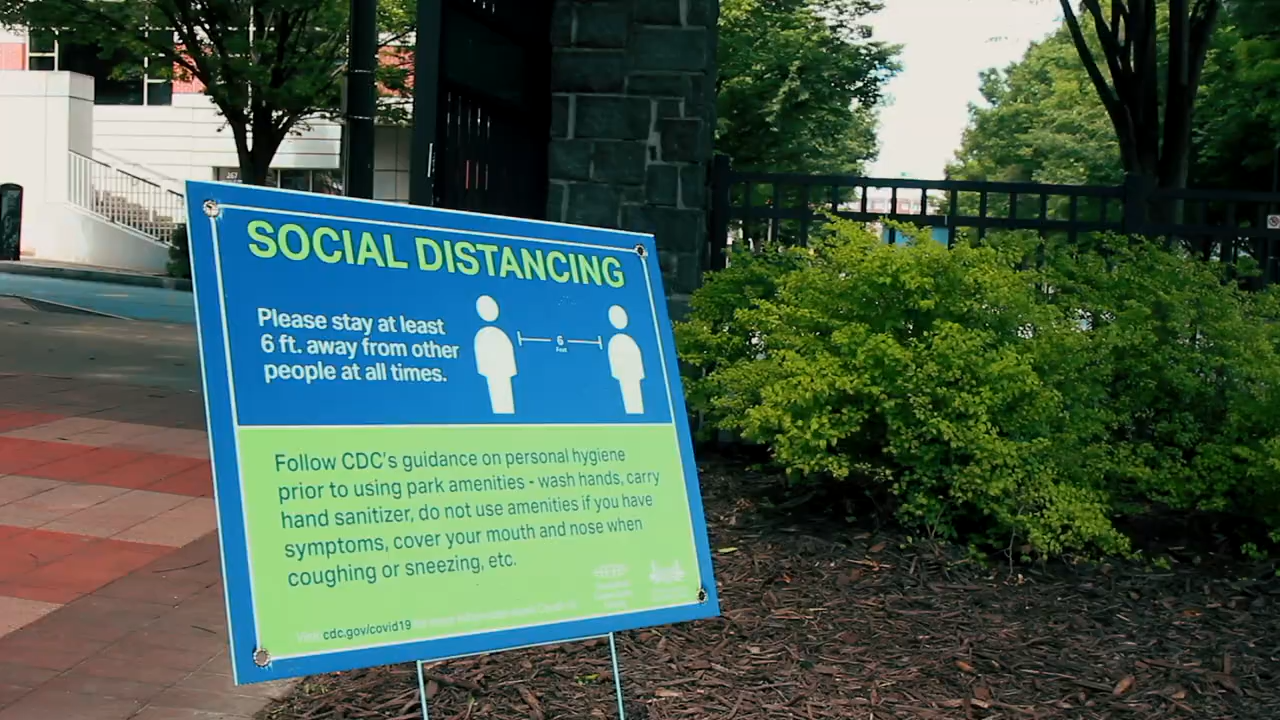 SOCIAL DISTANCING
Please stay at least
6 ft. away from other
people at all times.
6
Feet
Follow CDC's guidance on personal hygiene
prior to using park amenities - wash hands, carry
hand sanitizer, do not use amenities if you have
symptoms, cover your mouth and nose when
coughing or sneezing, etc.
Visit cdc.gov/covid19
267